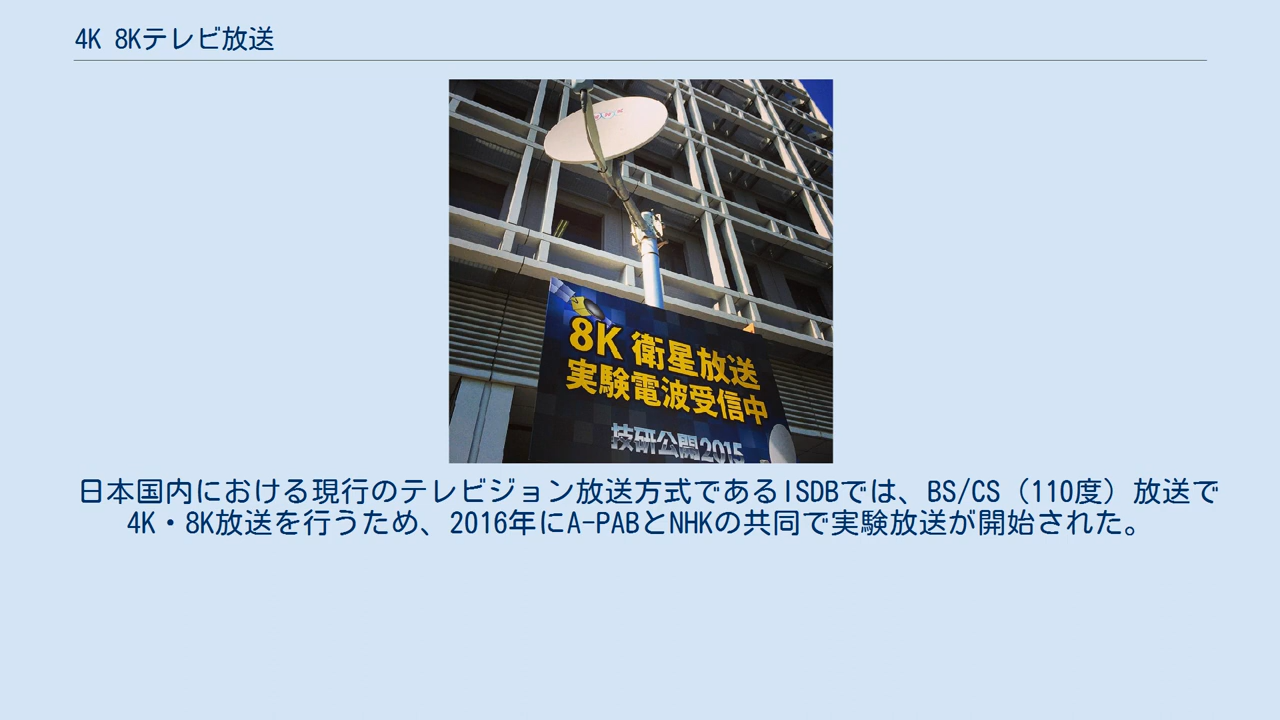 4K 8Kテレビ放送
8K 衛星放送
実験電波受信中
技研公開2015
日本国内における現行のテレビジョン放送方式であるISDBでは、BS/CS（110度）放送で
4K・8K放送を行うため、2016年にA-PABとNHKの共同で実験放送が開始された。